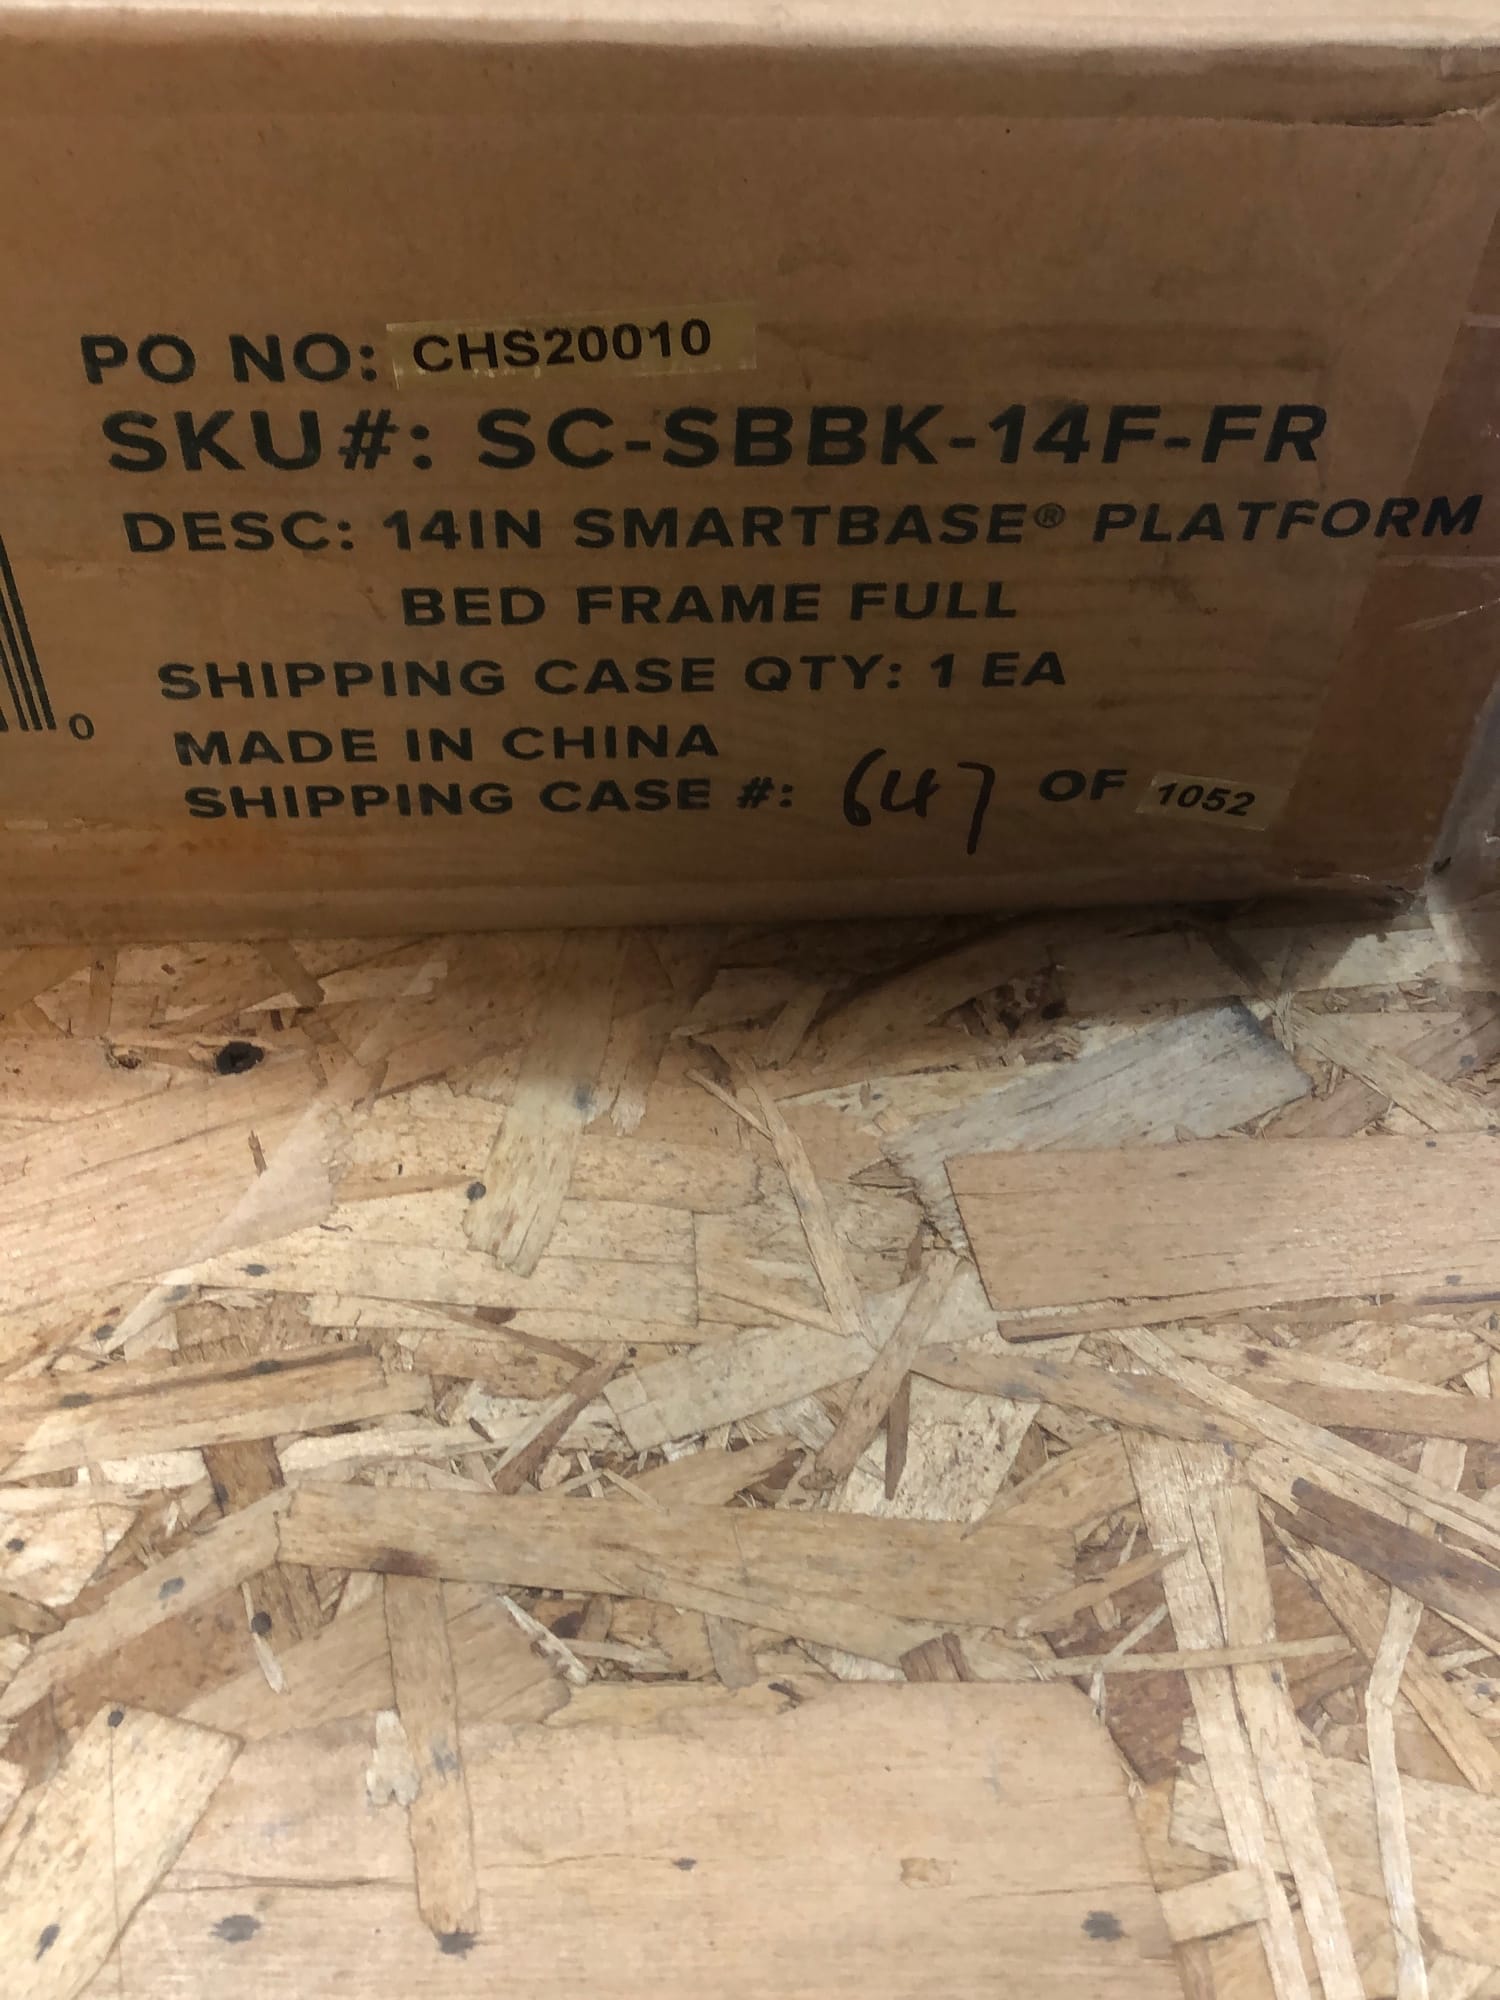 PO NO: CHS20010
SKU#: SC-SBBK-14F-FR
DESC: 14IN SMARTBASE® PLATFORM
BED FRAME FULL
SHIPPING CASE QTY: 1 EA
0
MADE IN CHINA
SHIPPING CASE #: 647 OF 1052